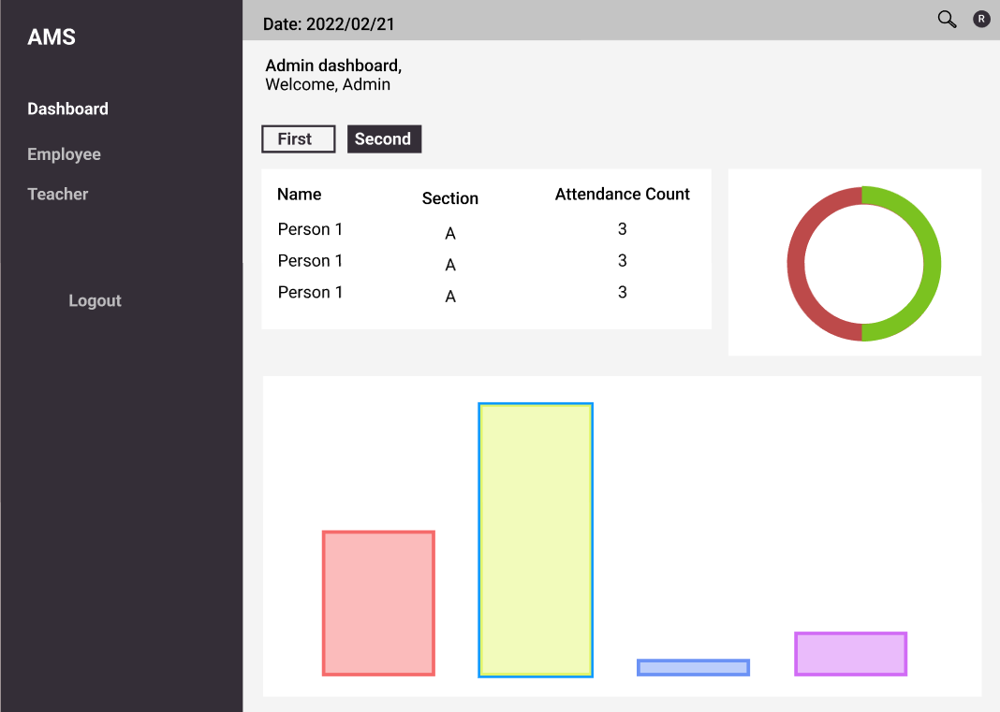 AMS
Dashboard
Employee
Teacher
Logout
Date: 2022/02/21
R
Admin dashboard,
Welcome, Admin
First Second
Name Section Attendance Count
Person 1 A 3
Person 1 A 3
Person 1 A 3